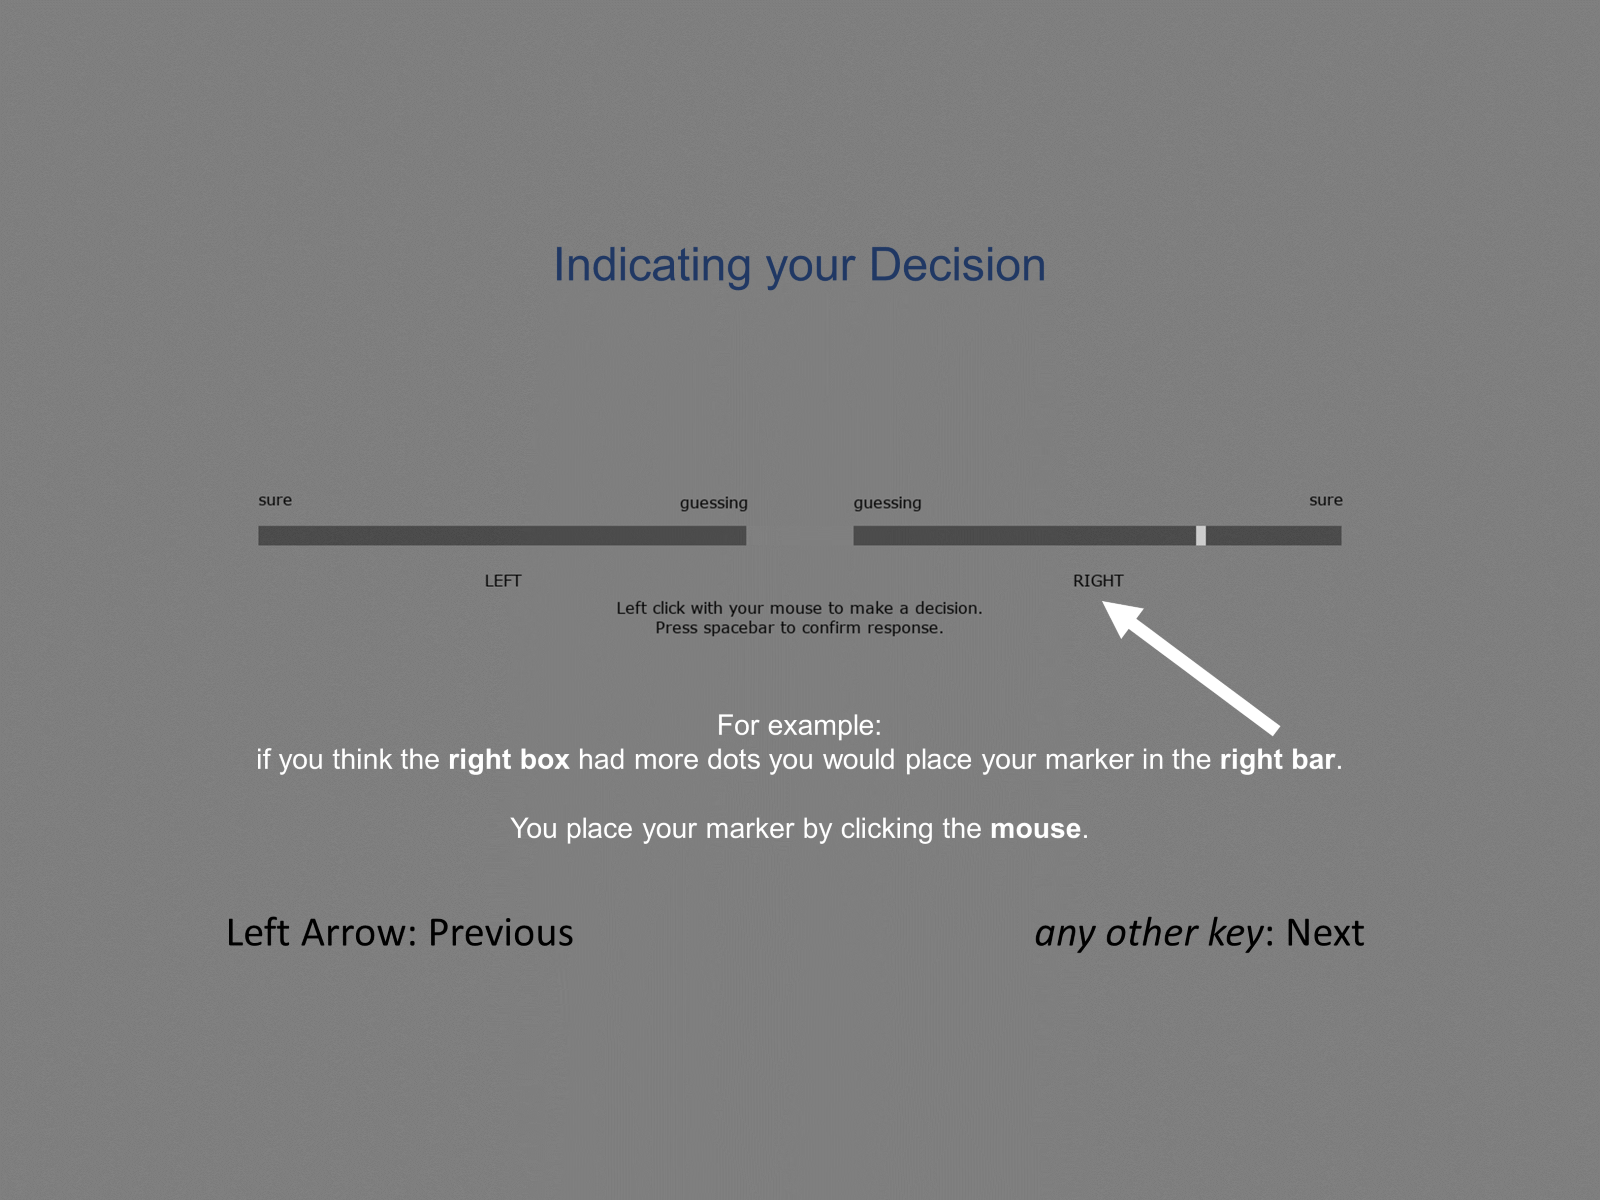 Indicating your Decision
sure guessing guessing sure
LEFT RIGHT
Left click with your mouse to make a decision.
Press spacebar to confirm response.
For example:
if you think the right box had more dots you would place your marker in the right bar.
You place your marker by clicking the mouse.
Left Arrow: Previous any other key: Next